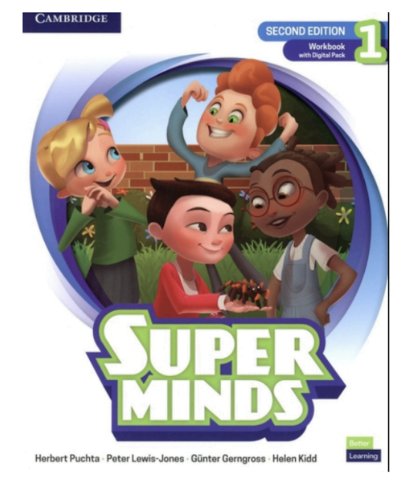 CAMBRIDGE
SECOND EDITION
Workbook
with Digital Pack
1
SUPER
MINDS
Better
Learning
Herbert Puchta · Peter Lewis-Jones · Günter Gerngross · Helen Kidd